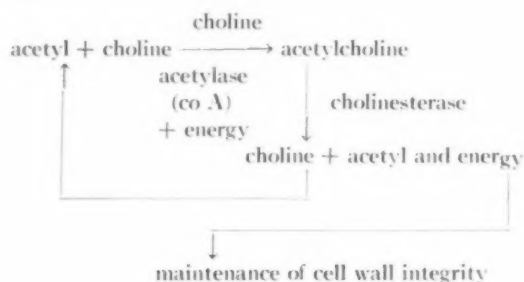 choline
acetyl + choline ⟶ acetylcholine
acetylase
(co A)
+ energy
cholinesterase
choline + acetyl and energy
maintenance of cell wall integrity